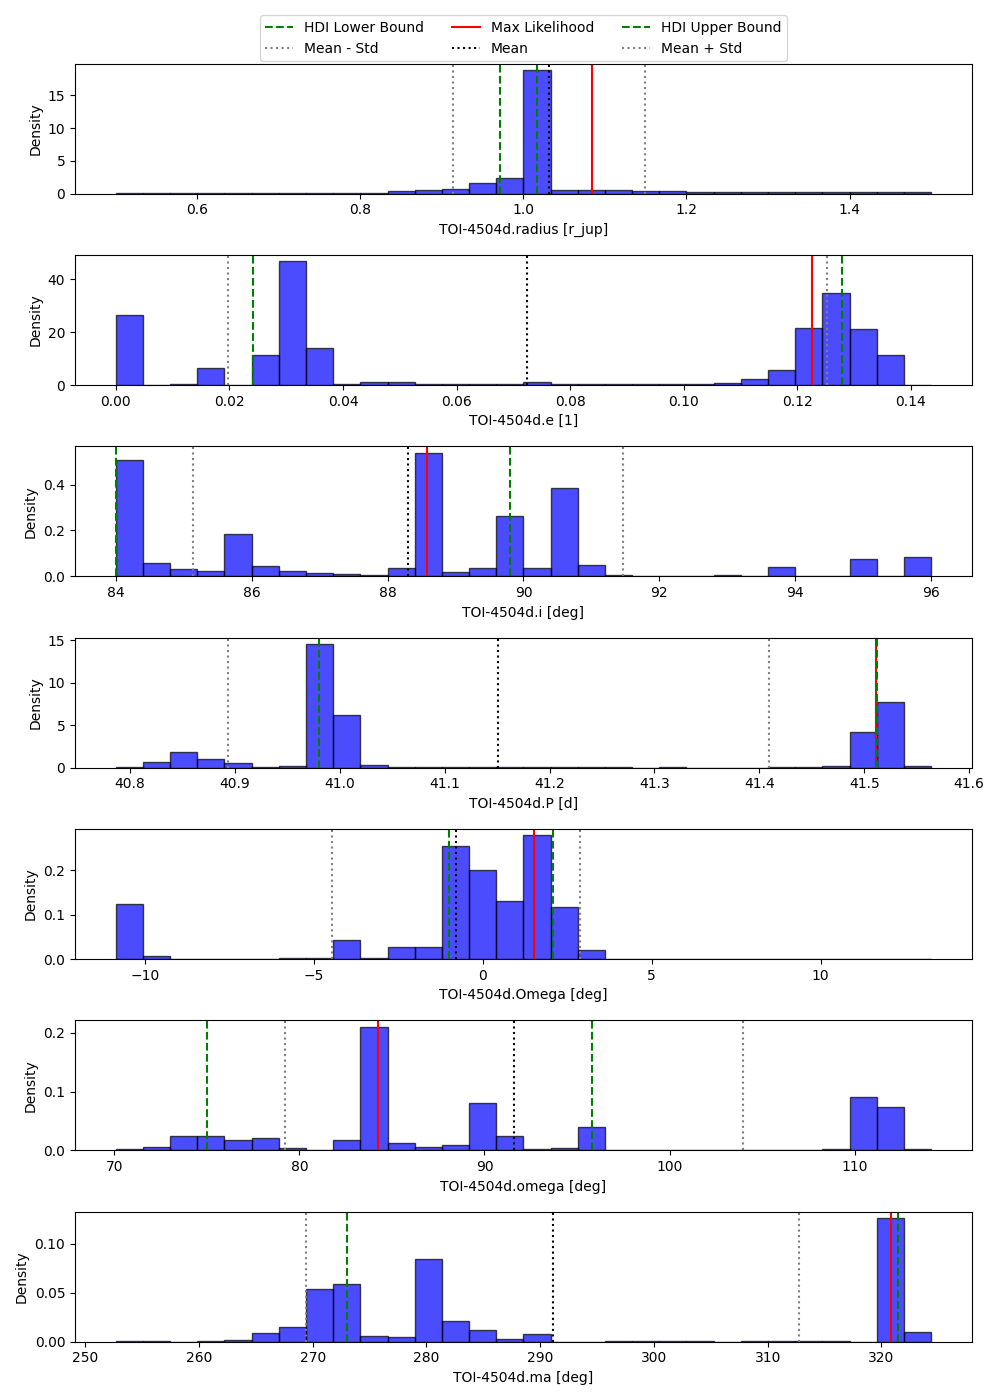 HDI Lower Bound Max Likelihood HDI Upper Bound
Mean - Std Mean Mean + Std
15
10
5
0
Density
0.6 0.8 1.0 1.2 1.4
TOI-4504d.radius [r_jup]
40
20
0
Density
0.00 0.02 0.04 0.06 0.08 0.10 0.12 0.14
TOI-4504d.e [1]
0.4
0.2
0.0
Density
84 86 88 90 92 94 96
TOI-4504d.i [deg]
15
10
5
0
Density
40.8 40.9 41.0 41.1 41.2 41.3 41.4 41.5 41.6
TOI-4504d.P [d]
0.2
0.1
0.0
Density
−10 −5 0 5 10
TOI-4504d.Omega [deg]
0.2
0.1
0.0
Density
70 80 90 100 110
TOI-4504d.omega [deg]
0.10
0.05
0.00
Density
250 260 270 280 290 300 310 320
TOI-4504d.ma [deg]